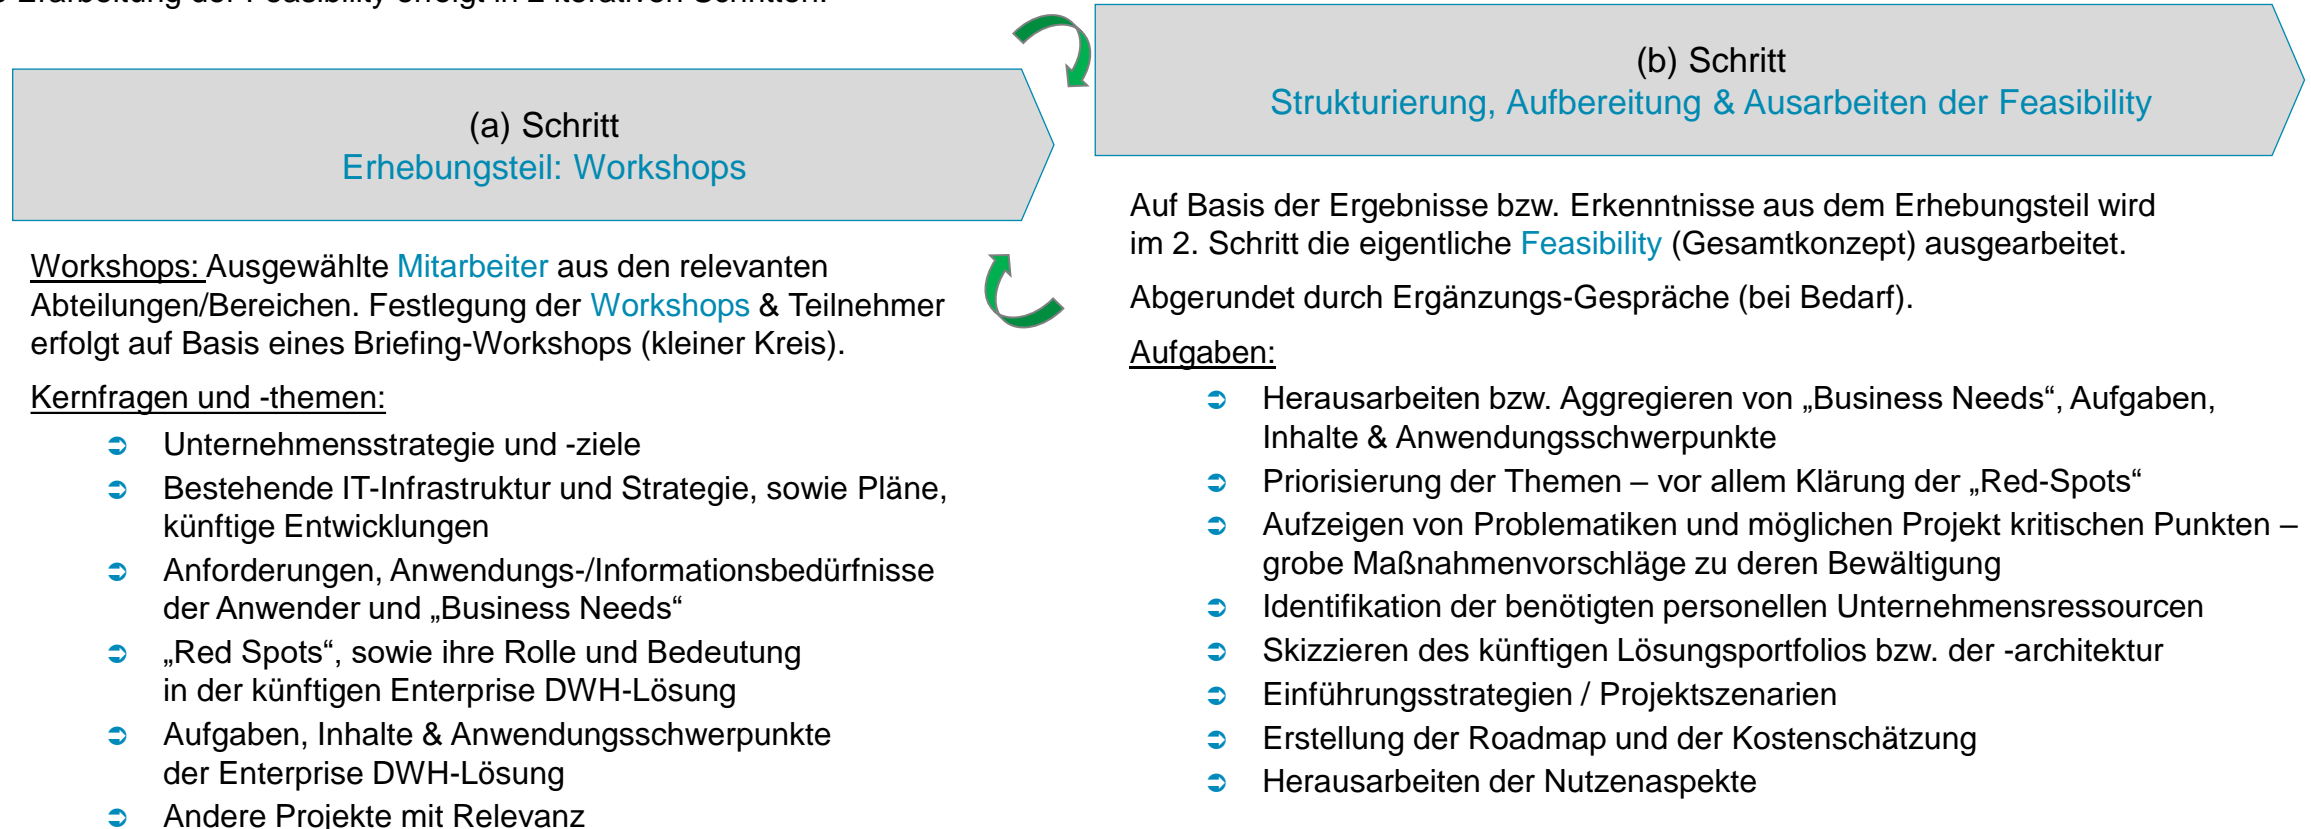 Erarbeitung der Feasibility erfolgt in 2 iterativen Schritten:
(a) Schritt
Erhebungsteil: Workshops
Workshops: Ausgewählte Mitarbeiter aus den relevanten
Abteilungen/Bereichen. Festlegung der Workshops & Teilnehmer
erfolgt auf Basis eines Briefing-Workshops (kleiner Kreis).
Kernfragen und -themen:
Unternehmensstrategie und -ziele
Bestehende IT-Infrastruktur und Strategie, sowie Pläne,
künftige Entwicklungen
Anforderungen, Anwendungs-/Informationsbedürfnisse
der Anwender und „Business Needs“
„Red Spots“, sowie ihre Rolle und Bedeutung
in der künftigen Enterprise DWH-Lösung
Aufgaben, Inhalte & Anwendungsschwerpunkte
der Enterprise DWH-Lösung
Andere Projekte mit Relevanz
(b) Schritt
Strukturierung, Aufbereitung & Ausarbeiten der Feasibility
Auf Basis der Ergebnisse bzw. Erkenntnisse aus dem Erhebungsteil wird
im 2. Schritt die eigentliche Feasibility (Gesamtkonzept) ausgearbeitet.
Abgerundet durch Ergänzungs-Gespräche (bei Bedarf).
Aufgaben:
Herausarbeiten bzw. Aggregieren von „Business Needs“, Aufgaben,
Inhalte & Anwendungsschwerpunkte
Priorisierung der Themen – vor allem Klärung der „Red-Spots“
Aufzeigen von Problematiken und möglichen Projekt kritischen Punkten –
grobe Maßnahmenvorschläge zu deren Bewältigung
Identifikation der benötigten personellen Unternehmensressourcen
Skizzieren des künftigen Lösungsportfolios bzw. der -architektur
Einführungsstrategien / Projektszenarien
Erstellung der Roadmap und der Kostenschätzung
Herausarbeiten der Nutzenaspekte